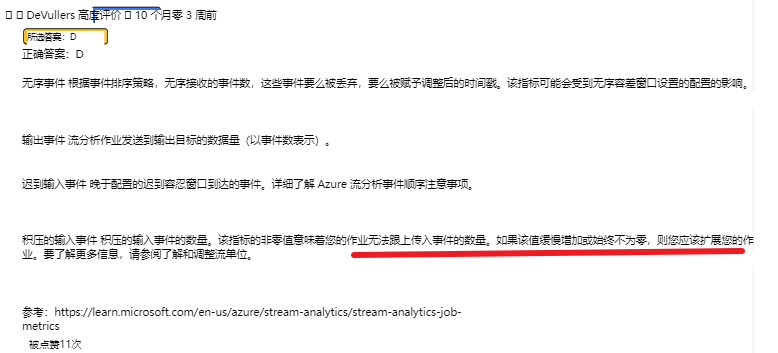 DeVullers 高度评价 10 个月零 3 周前
所选答案：D
正确答案：D
无序事件 根据事件排序策略，无序接收的事件数，这些事件要么被丢弃，要么被赋予调整后的时间戳。该指标可能会受到无序容差窗口设置的配置的影响。
输出事件 流分析作业发送到输出目标的数据量（以事件数表示）。
迟到输入事件 晚于配置的迟到容忍窗口到达的事件。详细了解 Azure 流分析事件顺序注意事项。
积压的输入事件 积压的输入事件的数量。该指标的非零值意味着您的作业无法跟上传入事件的数量。如果该值缓慢增加或始终不为零，则您应该扩展您的作
业。要了解更多信息，请参阅了解和调整流单位。
参考：https://learn.microsoft.com/en-us/azure/stream-analytics/stream-analytics-job-
metrics
被点赞11次